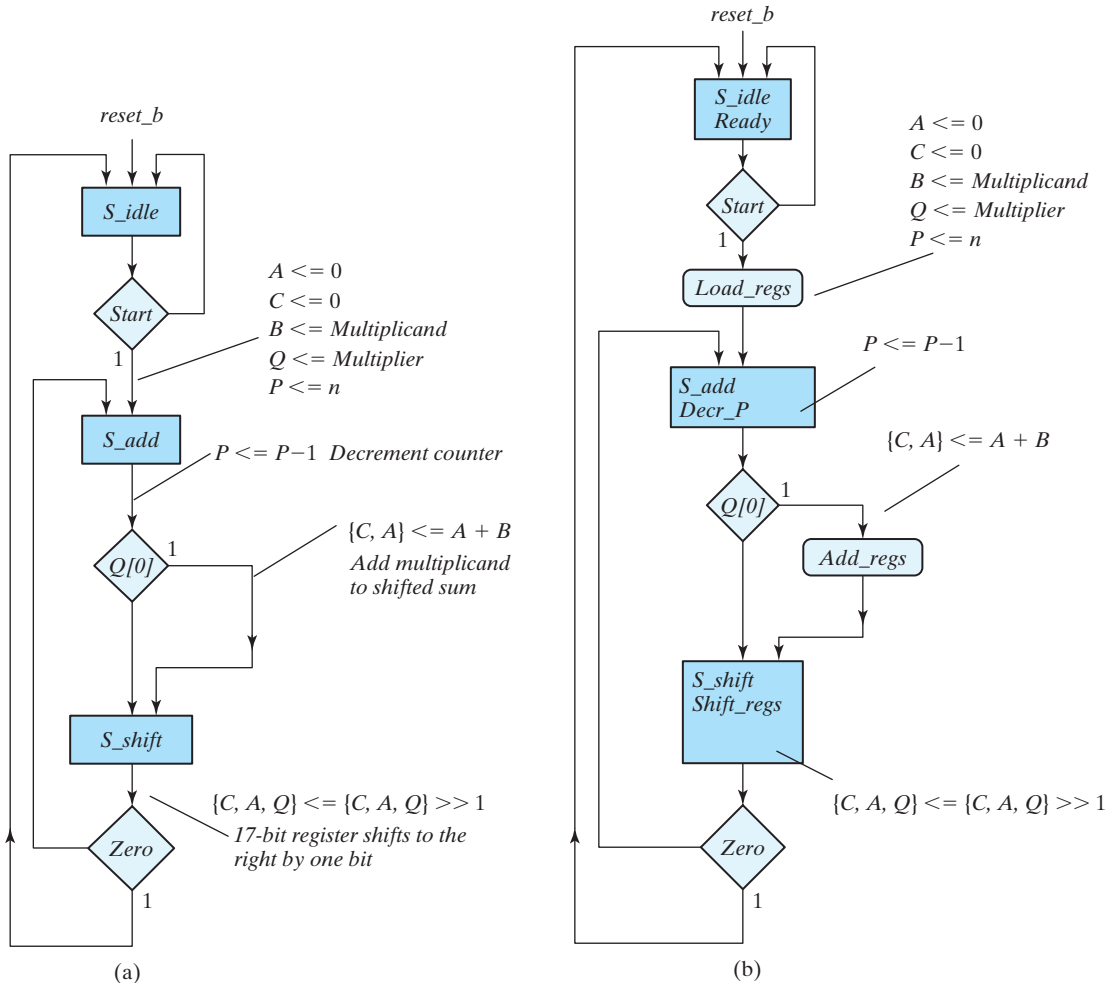 reset_b
S_idle
Start
1
A <= 0
C <= 0
B <= Multiplicand
Q <= Multiplier
P <= n
S_add
P <= P−1 Decrement counter
Q[0]
1
{C, A} <= A + B
Add multiplicand
to shifted sum
S_shift
{C, A, Q} <= {C, A, Q} >> 1
17-bit register shifts to the
right by one bit
Zero
1
(a)
reset_b
S_idle
Ready
Start
1
A <= 0
C <= 0
B <= Multiplicand
Q <= Multiplier
P <= n
Load_regs
P <= P−1
S_add
Decr_P
{C, A} <= A + B
Q[0]
1
Add_regs
S_shift
Shift_regs
{C, A, Q} <= {C, A, Q} >> 1
Zero
1
(b)